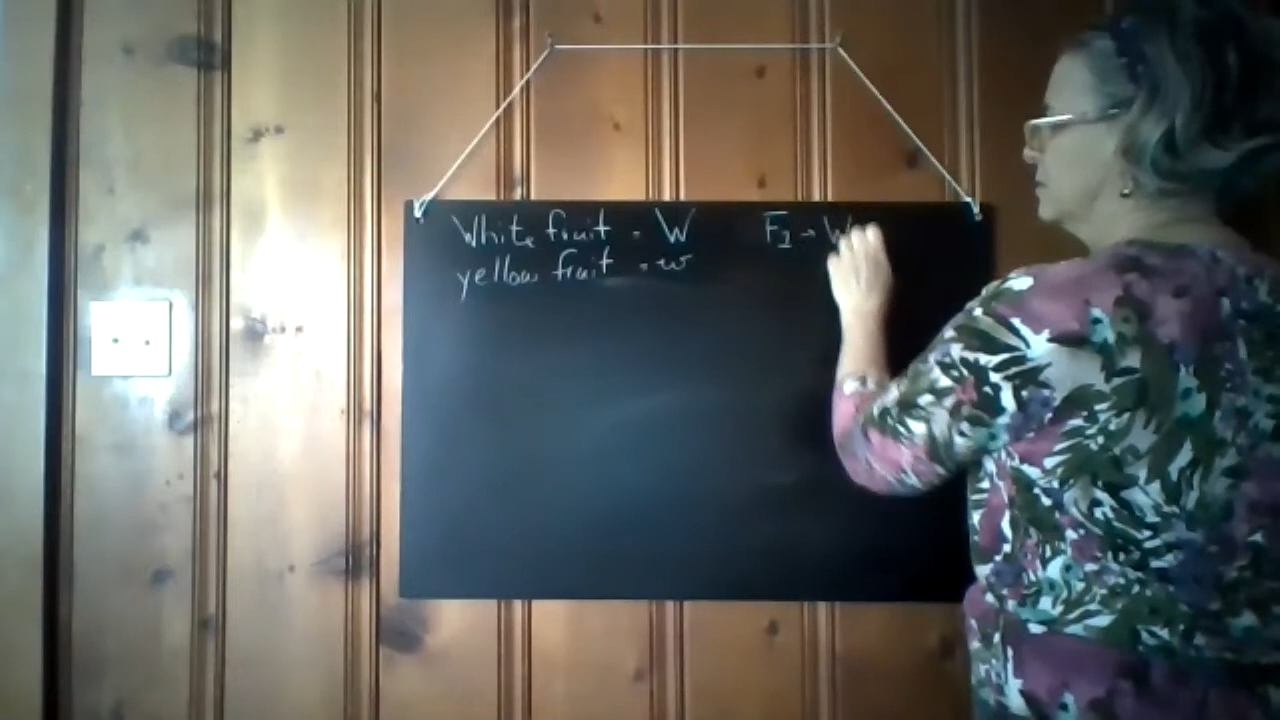 White fruit = W F1 → W
yellow fruit = w